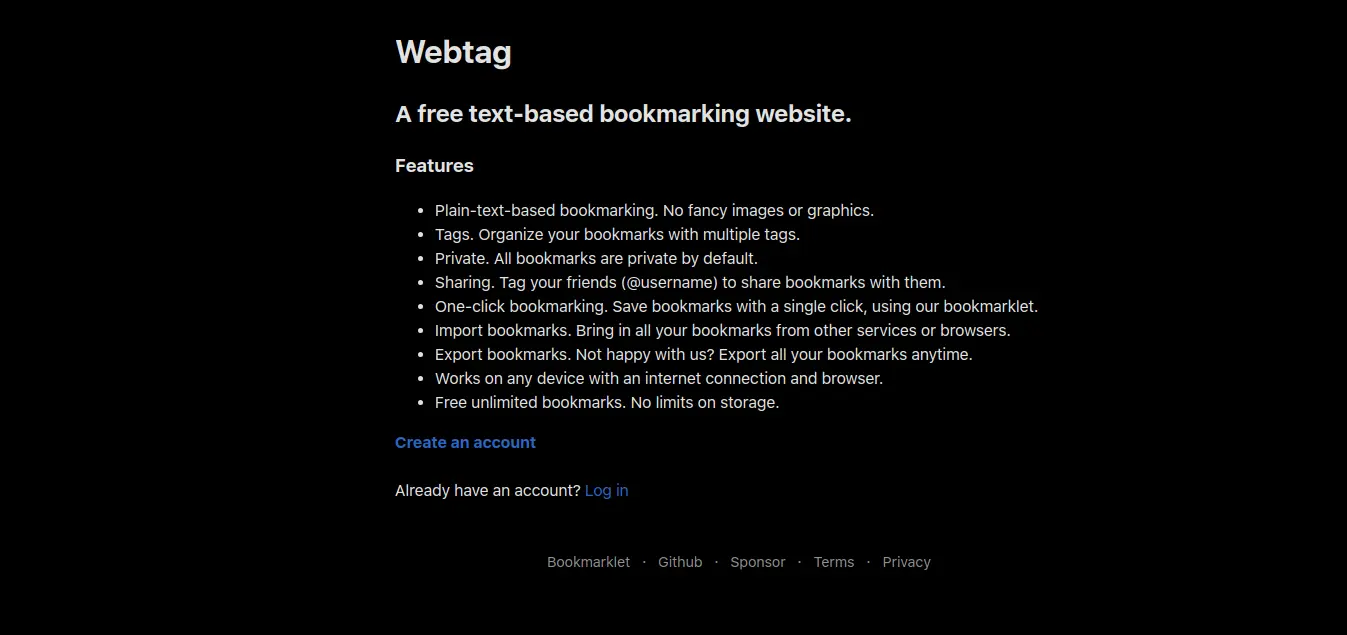 Webtag
A free text-based bookmarking website.
Features
• Plain-text-based bookmarking. No fancy images or graphics.
• Tags. Organize your bookmarks with multiple tags.
• Private. All bookmarks are private by default.
• Sharing. Tag your friends (@username) to share bookmarks with them.
• One-click bookmarking. Save bookmarks with a single click, using our bookmarklet.
• Import bookmarks. Bring in all your bookmarks from other services or browsers.
• Export bookmarks. Not happy with us? Export all your bookmarks anytime.
• Works on any device with an internet connection and browser.
• Free unlimited bookmarks. No limits on storage.
Create an account
Already have an account? Log in
Bookmarklet · Github · Sponsor · Terms · Privacy